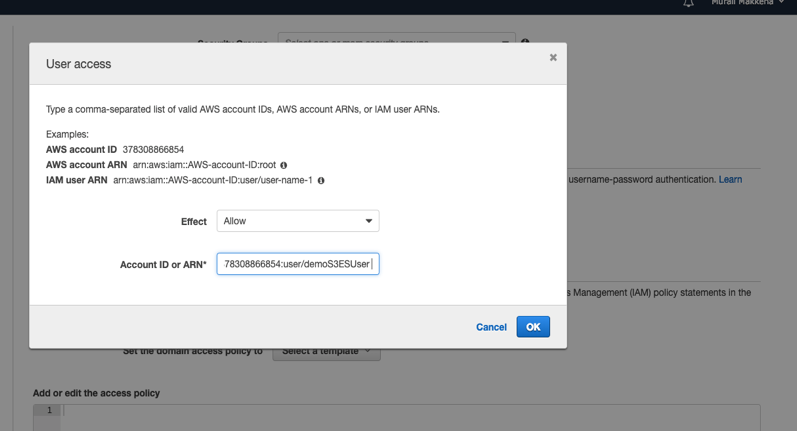 Murali Makkena
Security Groups Select one or more security groups
User access
Type a comma-separated list of valid AWS account IDs, AWS account ARNs, or IAM user ARNs.
Examples:
AWS account ID 378308866854
AWS account ARN arn:aws:iam::AWS-account-ID:root
IAM user ARN arn:aws:iam::AWS-account-ID:user/user-name-1
username-password authentication. Learn
Effect Allow
Account ID or ARN* 78308866854:user/demoS3ESUser
s Management (IAM) policy statements in the
Cancel OK
Set the domain access policy to Select a template
Add or edit the access policy
1